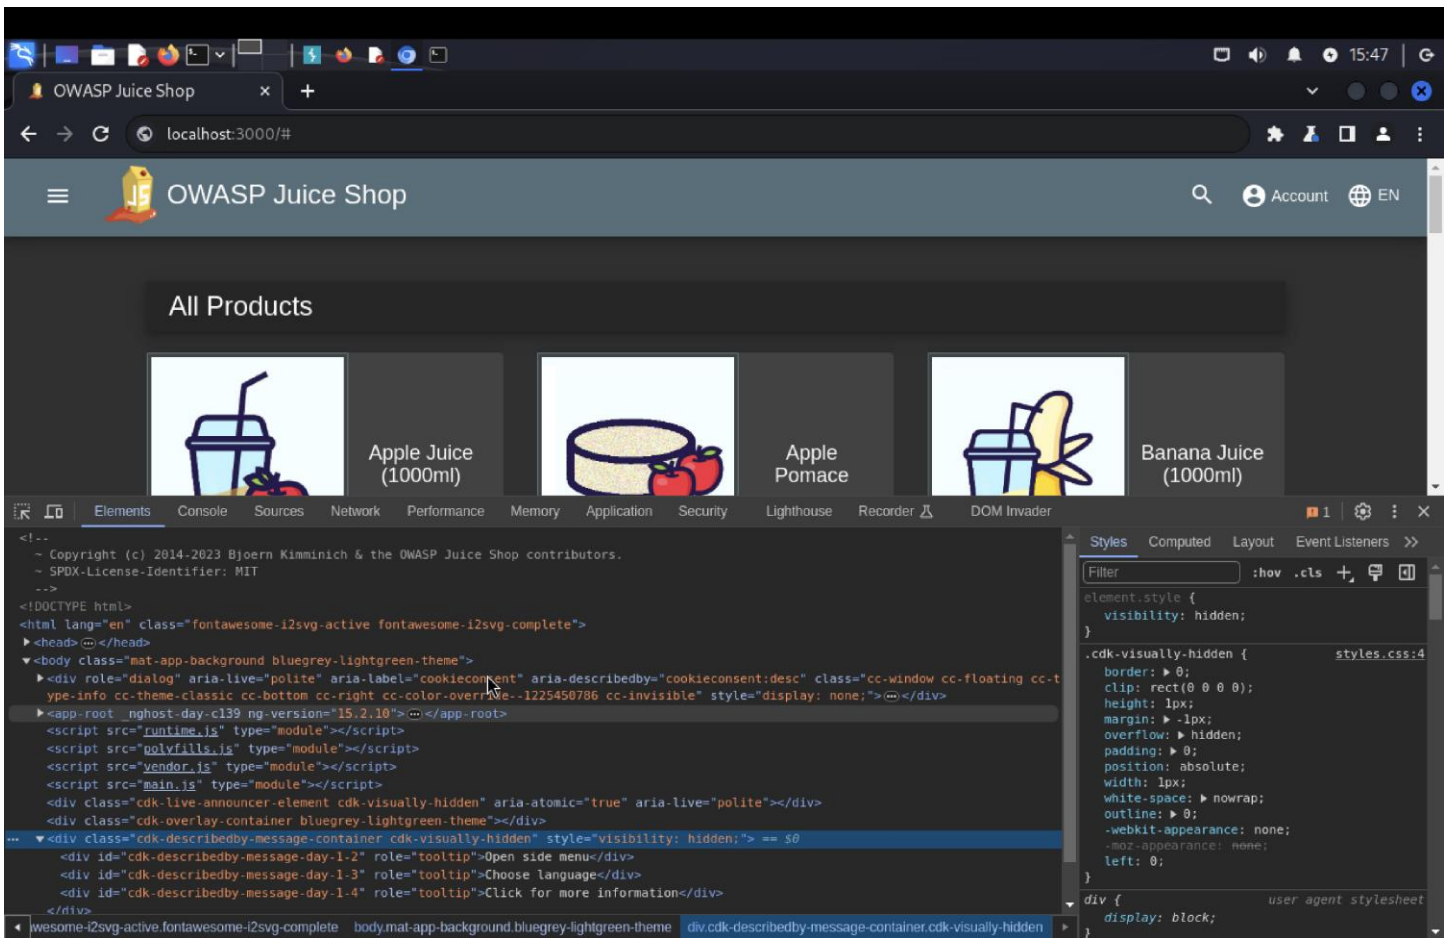 15:47
OWASP Juice Shop
localhost:3000/#
OWASP Juice Shop
Account
EN
All Products
Apple Juice
(1000ml)
Apple
Pomace
Banana Juice
(1000ml)
Elements Console Sources Network Performance Memory Application Security Lighthouse Recorder DOM Invader 1
<!--
~ Copyright (c) 2014-2023 Bjoern Kimminich & the OWASP Juice Shop contributors.
~ SPDX-License-Identifier: MIT
-->
<!DOCTYPE html>
<html lang="en" class="fontawesome-i2svg-active fontawesome-i2svg-complete">
<head>…</head>
<body class="mat-app-background bluegrey-lightgreen-theme">
<div role="dialog" aria-live="polite" aria-label="cookieconsent" aria-describedby="cookieconsent:desc" class="cc-window cc-floating cc-t
ype-info cc-theme-classic cc-bottom cc-right cc-color-override--1225450786 cc-invisible" style="display: none;">…</div>
<app-root _nghost-day-c139 ng-version="15.2.10">…</app-root>
<script src="runtime.js" type="module"></script>
<script src="polyfills.js" type="module"></script>
<script src="vendor.js" type="module"></script>
<script src="main.js" type="module"></script>
<div class="cdk-live-announcer-element cdk-visually-hidden" aria-atomic="true" aria-live="polite"></div>
<div class="cdk-overlay-container bluegrey-lightgreen-theme"></div>
<div class="cdk-describedby-message-container cdk-visually-hidden" style="visibility: hidden;"> == $0
<div id="cdk-describedby-message-day-1-2" role="tooltip">Open side menu</div>
<div id="cdk-describedby-message-day-1-3" role="tooltip">Choose language</div>
<div id="cdk-describedby-message-day-1-4" role="tooltip">Click for more information</div>
</div>
wesome-i2svg-active.fontawesome-i2svg-complete body.mat-app-background.bluegrey-lightgreen-theme div.cdk-describedby-message-container.cdk-visually-hidden
Styles Computed Layout Event Listeners
Filter :hov .cls
element.style {
visibility: hidden;
}
.cdk-visually-hidden { styles.css:4
border: 0;
clip: rect(0 0 0 0);
height: 1px;
margin: -1px;
overflow: hidden;
padding: 0;
position: absolute;
width: 1px;
white-space: nowrap;
outline: 0;
-webkit-appearance: none;
-moz-appearance: none;
left: 0;
}
div { user agent stylesheet
display: block;
}